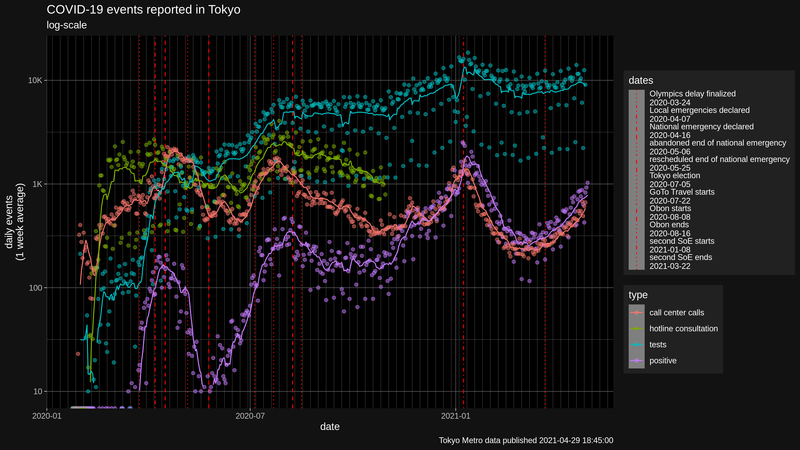 COVID-19 events reported in Tokyo
log-scale
10K
1K
100
10
daily events
(1 week average)
2020-01
2020-07
2021-01
date
dates
Olympics delay finalized
2020-03-24
Local emergencies declared
2020-04-07
National emergency declared
2020-04-16
abandoned end of national emergency
2020-05-06
rescheduled end of national emergency
2020-05-25
Tokyo election
2020-07-05
GoTo Travel starts
2020-07-22
Obon starts
2020-08-08
Obon ends
2020-08-16
second SoE starts
2021-01-08
second SoE ends
2021-03-22
type
call center calls
hotline consultation
tests
positive
Tokyo Metro data published 2021-04-29 18:45:00